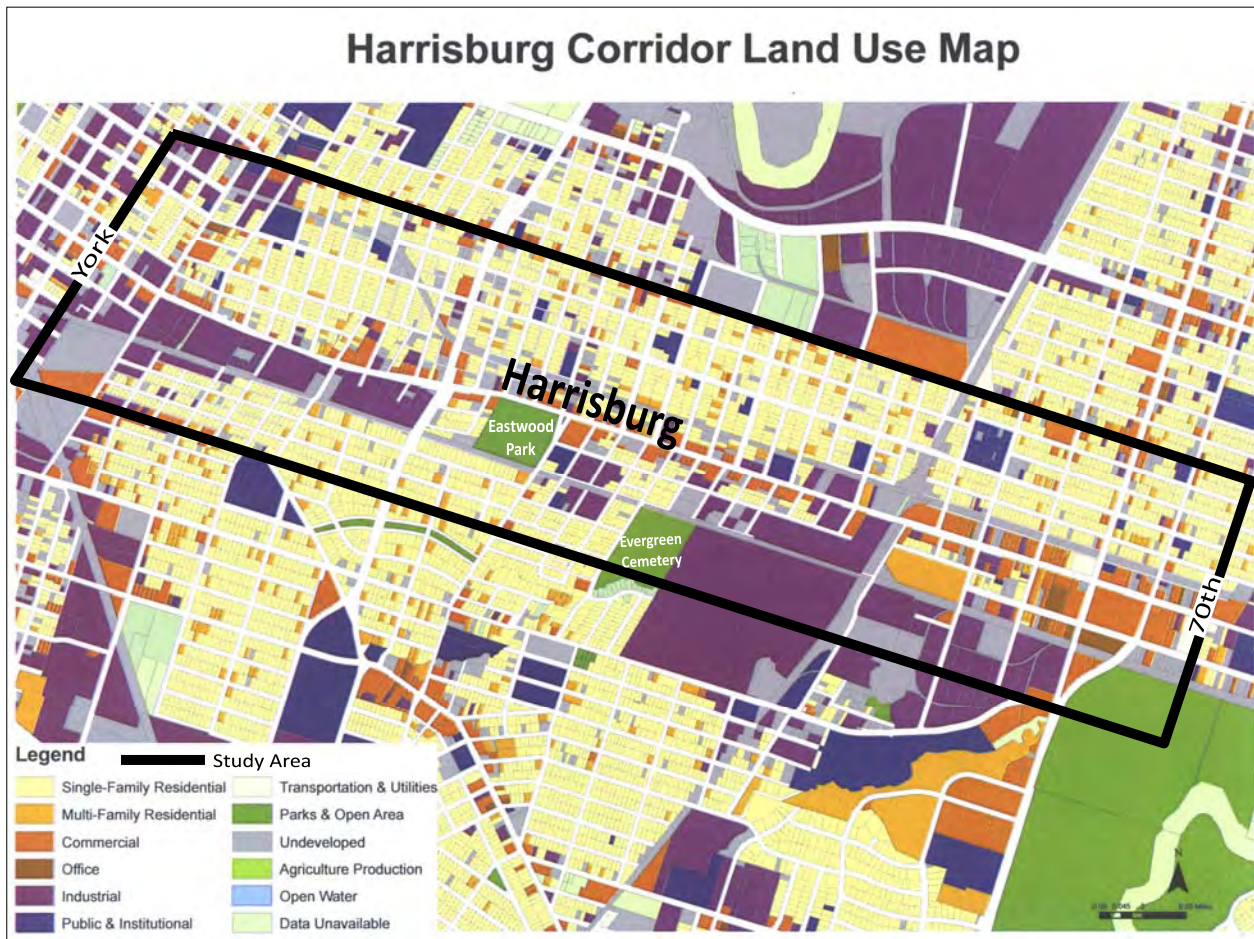 Harrisburg Corridor Land Use Map
York
Harrisburg
Eastwood
Park
Evergreen
Cemetery
70th
Legend
Study Area
Single-Family Residential
Multi-Family Residential
Commercial
Office
Industrial
Public & Institutional
Transportation & Utilities
Parks & Open Area
Undeveloped
Agriculture Production
Open Water
Data Unavailable
N
Miles